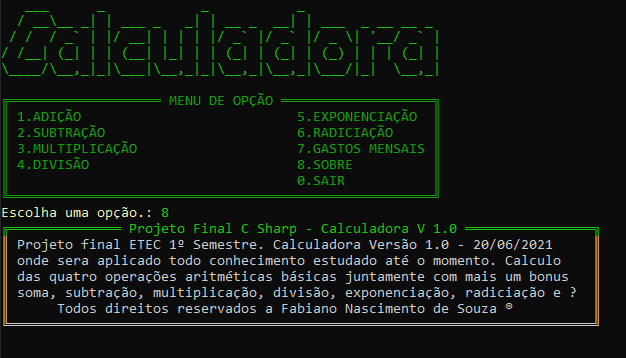 Calculadora
MENU DE OPÇÃO
1.ADIÇÃO 5.EXPONENCIAÇÃO
2.SUBTRAÇÃO 6.RADICIAÇÃO
3.MULTIPLICAÇÃO 7.GASTOS MENSAIS
4.DIVISÃO 8.SOBRE
0.SAIR
Escolha uma opção.: 8
Projeto Final C Sharp - Calculadora V 1.0
Projeto final ETEC 1º Semestre. Calculadora Versão 1.0 - 20/06/2021
onde sera aplicado todo conhecimento estudado até o momento. Calculo
das quatro operações aritméticas básicas juntamente com mais um bonus
soma, subtração, multiplicação, divisão, exponenciação, radiciação e ?
Todos direitos reservados a Fabiano Nascimento de Souza ®